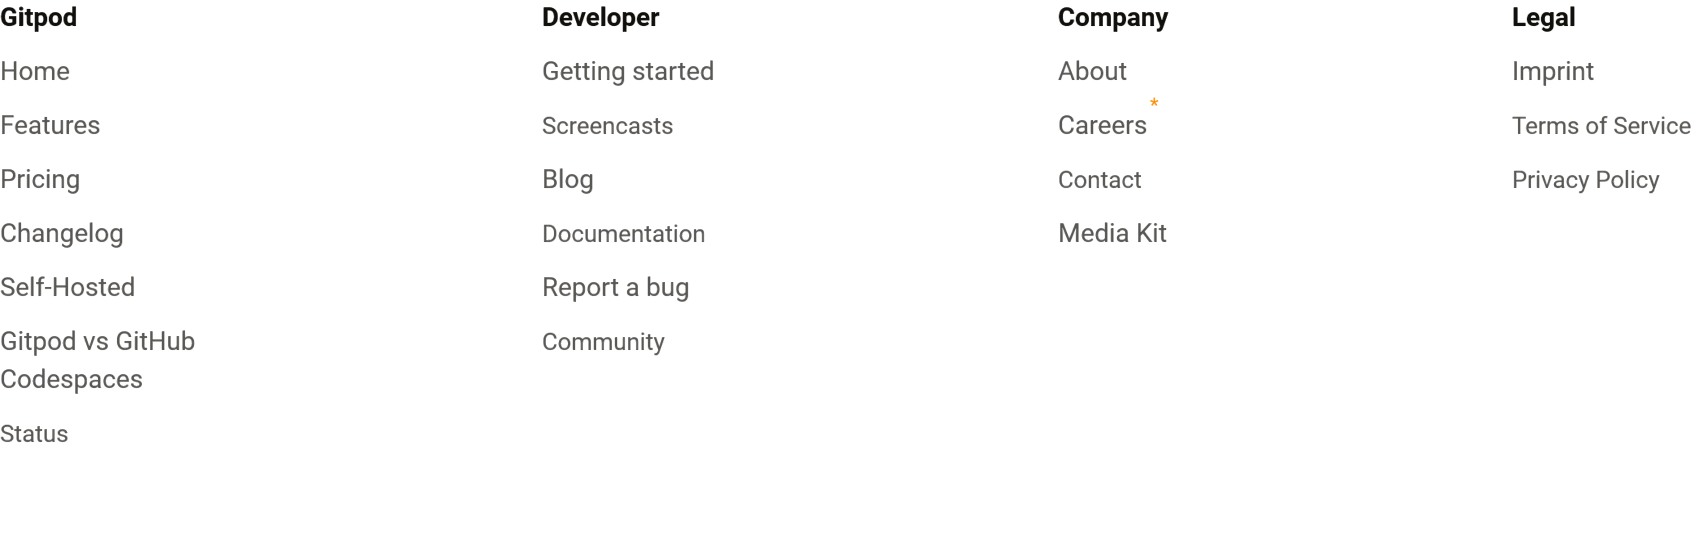 Gitpod
Home
Features
Pricing
Changelog
Self-Hosted
Gitpod vs GitHub
Codespaces
Status
Developer
Getting started
Screencasts
Blog
Documentation
Report a bug
Community
Company
About
Careers *
Contact
Media Kit
Legal
Imprint
Terms of Service
Privacy Policy